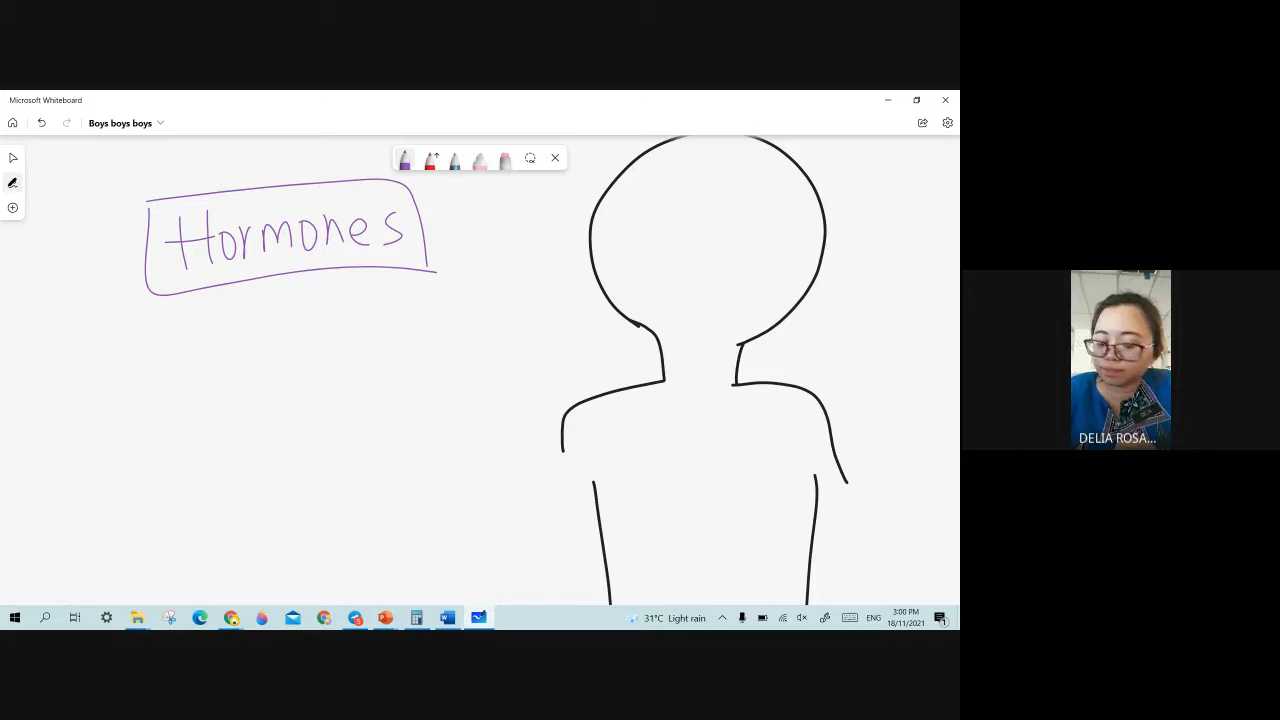 Microsoft Whiteboard
Boys boys boys
Hormones
DELIA ROSA...
31°C Light rain
ENG
3:00 PM
18/11/2021